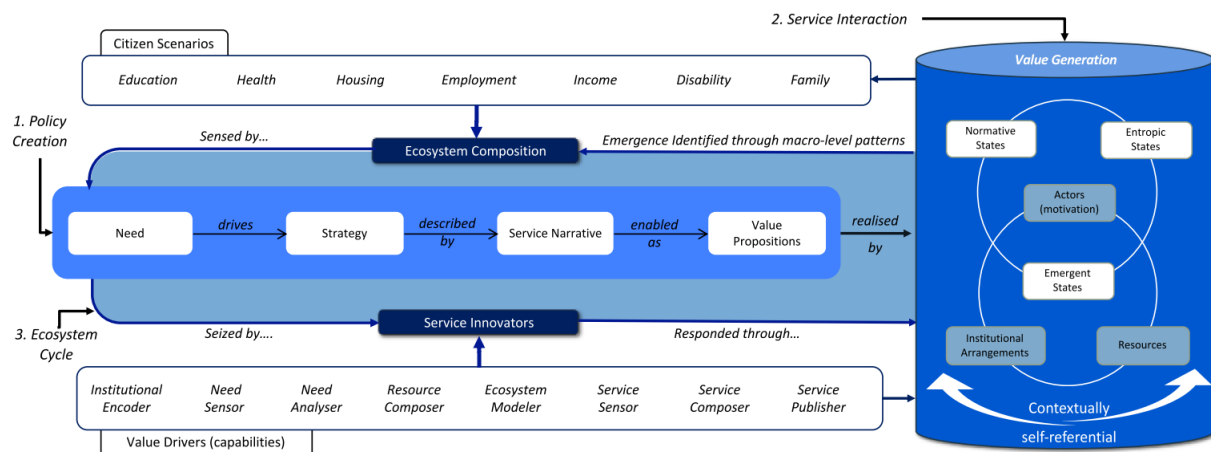 2. Service Interaction
Citizen Scenarios
Education Health Housing Employment Income Disability Family
Value Generation
1. Policy
Creation
Sensed by...
Ecosystem Composition
Emergence Identified through macro-level patterns
Normative
States
Entropic
States
Actors
(motivation)
Need
drives
Strategy
described
by
Service Narrative
enabled
as
Value
Propositions
realised
by
Emergent
States
3. Ecosystem
Cycle
Seized by....
Service Innovators
Responded through...
Institutional
Arrangements
Resources
Institutional
Encoder
Need
Sensor
Need
Analyser
Resource
Composer
Ecosystem
Modeler
Service
Sensor
Service
Composer
Service
Publisher
Value Drivers (capabilities)
Contextually
self-referential